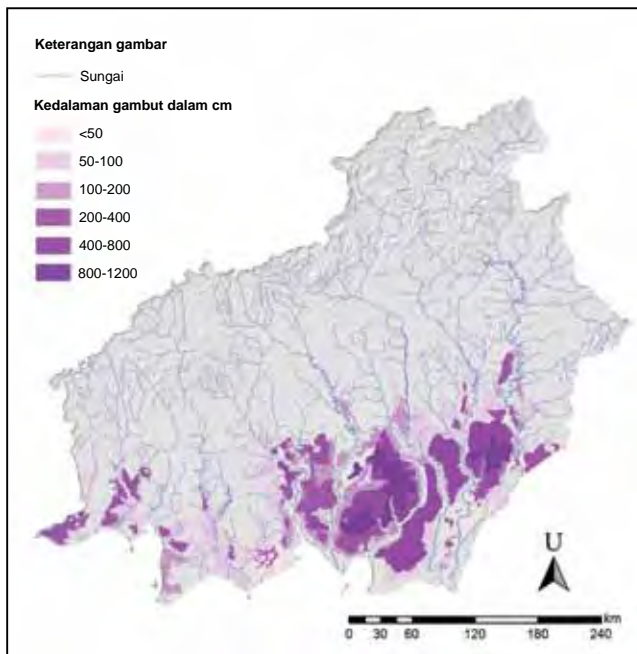 Keterangan gambar
Sungai
Kedalaman gambut dalam cm
<50
50-100
100-200
200-400
400-800
800-1200
U
km
0 30 60 120 180 240